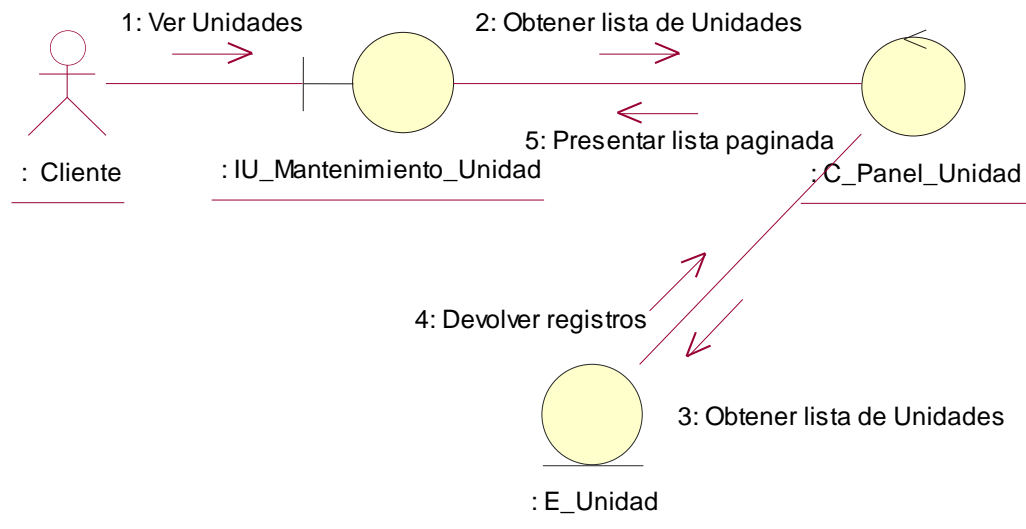 1: Ver Unidades
2: Obtener lista de Unidades
5: Presentar lista paginada
: Cliente
: IU_Mantenimiento_Unidad
: C_Panel_Unidad
4: Devolver registros
3: Obtener lista de Unidades
: E_Unidad